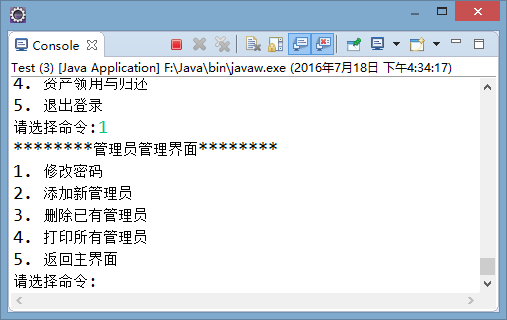 Console
Test (3) [Java Application] F:\Java\bin\javaw.exe (2016年7月18日 下午4:34:17)
4. 资产领用与归还
5. 退出登录
请选择命令:1
********管理员管理界面********
1. 修改密码
2. 添加新管理员
3. 删除已有管理员
4. 打印所有管理员
5. 返回主界面
请选择命令: